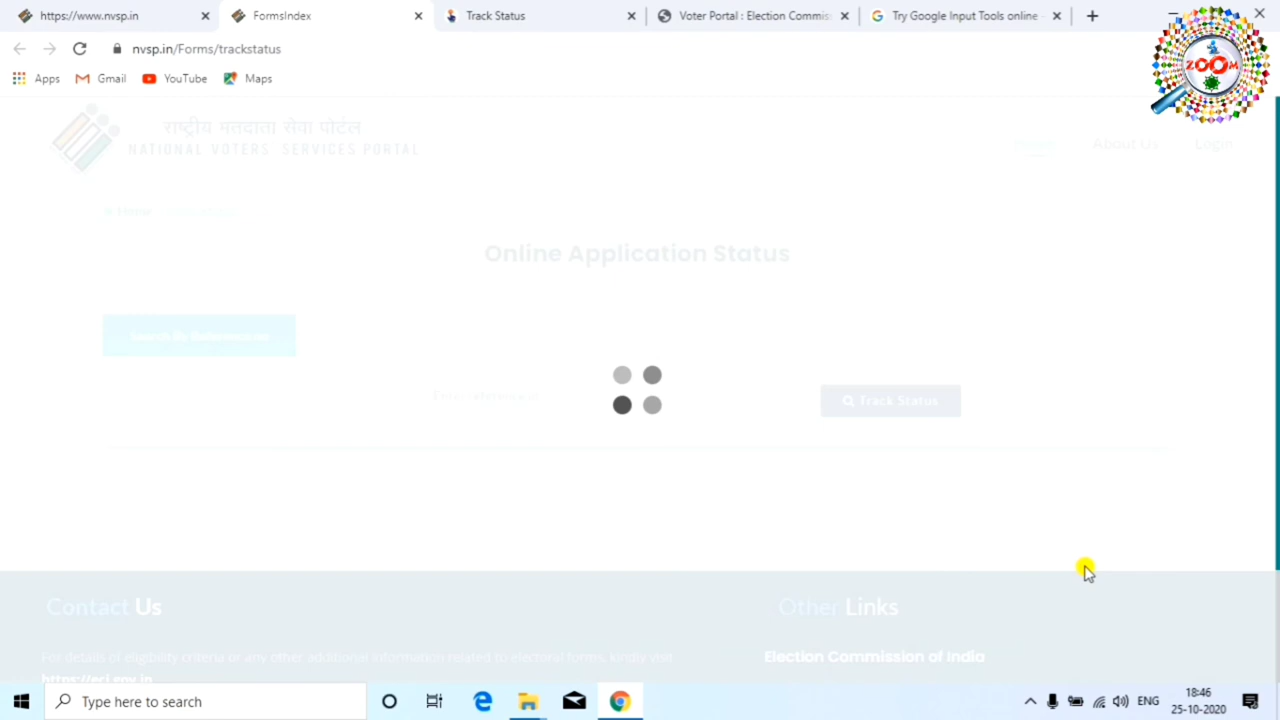 https://www.nvsp.in
FormsIndex
Track Status
Voter Portal : Election Commis
Try Google Input Tools online –
nvsp.in/Forms/trackstatus
Apps
Gmail
YouTube
Maps
ZOOM
राष्ट्रीय मतदाता सेवा पोर्टल
NATIONAL VOTERS' SERVICES PORTAL
Home
About Us
Login
Home
Online Application Status
Track Status
Contact Us
Other Links
For details of eligibility criteria or any other additional information related to electoral forms, kindly visit
https://eci.gov.in
Election Commission of India
Type here to search
ENG
18:46
25-10-2020